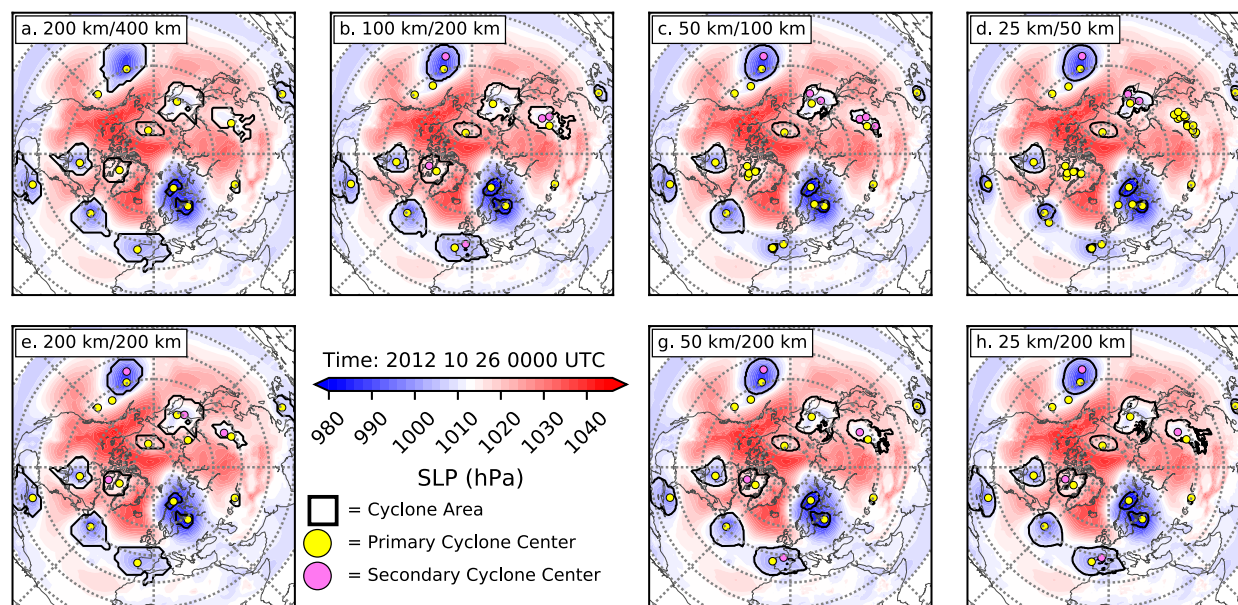 a. 200 km/400 km
b. 100 km/200 km
c. 50 km/100 km
d. 25 km/50 km
e. 200 km/200 km
Time: 2012 10 26 0000 UTC
980 990 1000 1010 1020 1030 1040
SLP (hPa)
= Cyclone Area
= Primary Cyclone Center
= Secondary Cyclone Center
g. 50 km/200 km
h. 25 km/200 km